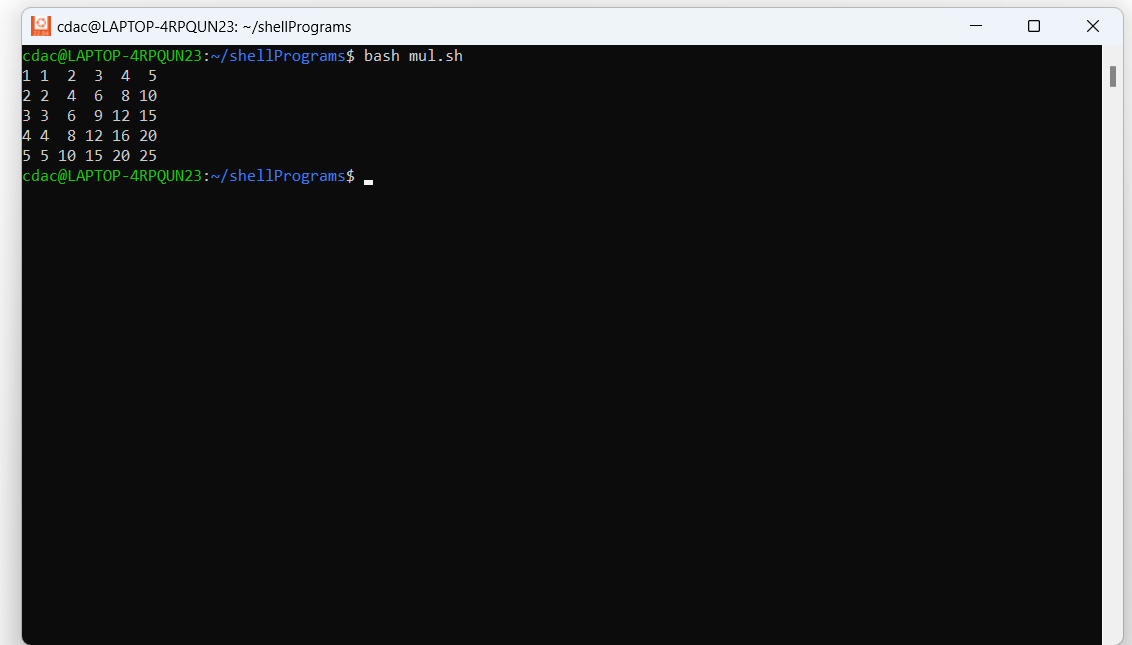 cdac@LAPTOP-4RPQUN23: ~/shellPrograms
cdac@LAPTOP-4RPQUN23:~/shellPrograms$ bash mul.sh
1 1  2  3  4  5
2 2  4  6  8 10
3 3  6  9 12 15
4 4  8 12 16 20
5 5 10 15 20 25
cdac@LAPTOP-4RPQUN23:~/shellPrograms$